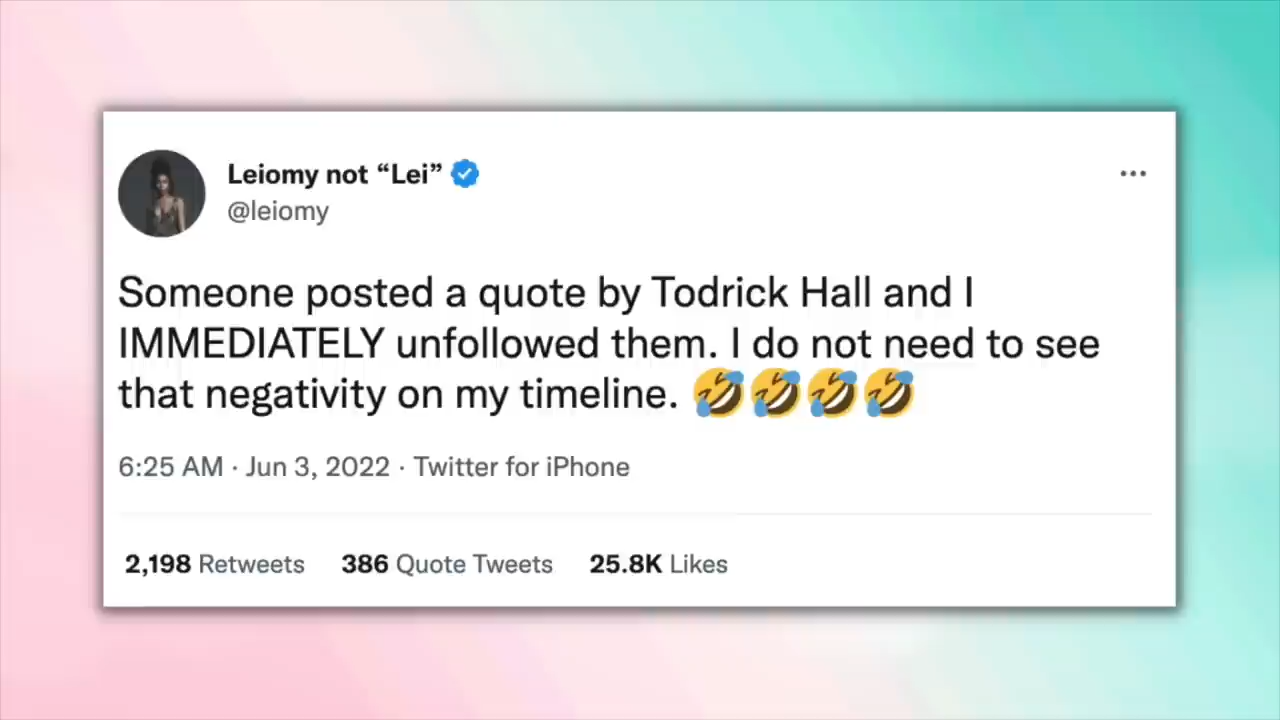 Leiomy not “Lei”
@leiomy
Someone posted a quote by Todrick Hall and I
IMMEDIATELY unfollowed them. I do not need to see
that negativity on my timeline. 🤣🤣🤣🤣
6:25 AM · Jun 3, 2022 · Twitter for iPhone
2,198 Retweets 386 Quote Tweets 25.8K Likes